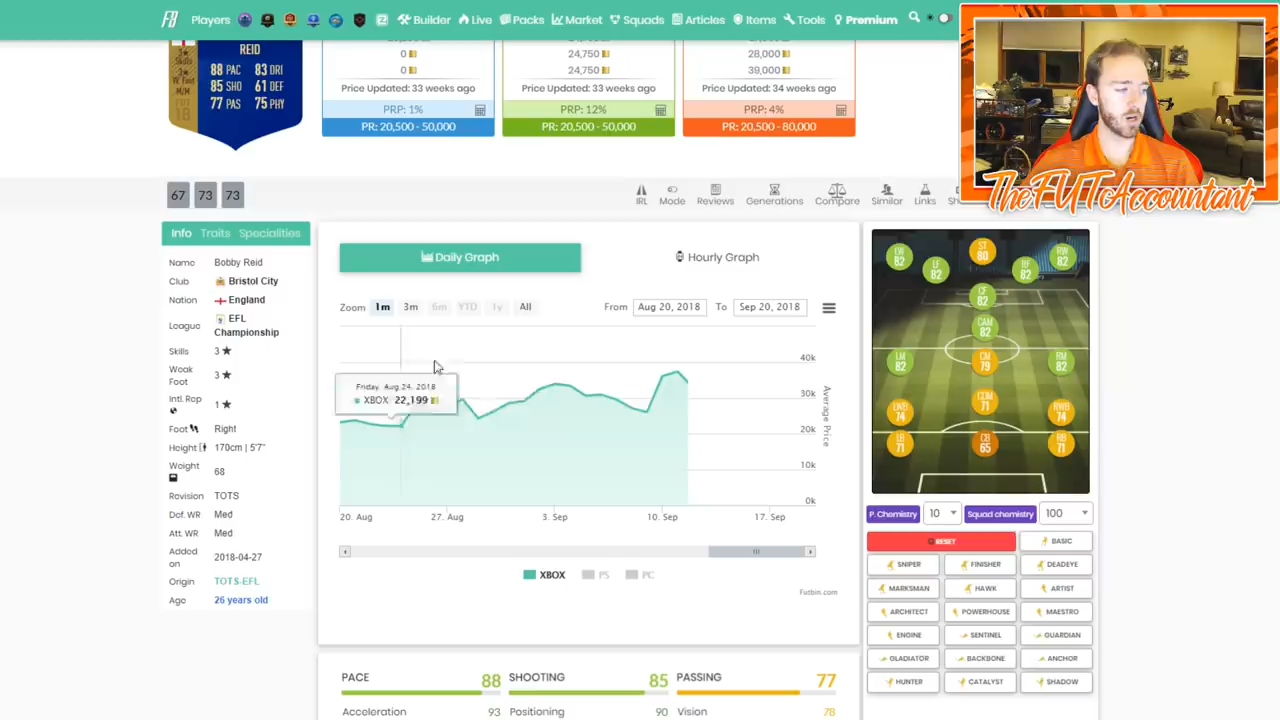 F8 Players Builder Live Packs Market Squads Articles Items Tools Premium
REID
88 PAC 83 DRI
85 SHO 61 DEF
77 PAS 75 PHY
3★
Skills
3★
W. Foot
M/M
FUT
18
0
0
Price Updated: 33 weeks ago
PRP: 1%
PR: 20,500 - 50,000
24,750
24,750
Price Updated: 33 weeks ago
PRP: 12%
PR: 20,500 - 50,000
28,000
39,000
Price Updated: 34 weeks ago
PRP: 4%
PR: 20,500 - 80,000
TheFUTAccountant
67 73 73
IRL Mode Reviews Generations Compare Similar Links
Info Traits Specialities
Name Bobby Reid
Club Bristol City
Nation England
League EFL Championship
Skills 3 ★
Weak Foot 3 ★
Intl. Rep 1 ★
Foot Right
Height 170cm | 5'7"
Weight 68
Revision TOTS
Def. WR Med
Att. WR Med
Added on 2018-04-27
Origin TOTS-EFL
Age 26 years old
Daily Graph
Hourly Graph
Zoom 1m 3m 6m YTD 1y All
From Aug 20, 2018 To Sep 20, 2018
Friday, Aug 24, 2018
XBOX 22,199
40k
30k
20k
10k
0k
Average Price
20. Aug 27. Aug 3. Sep 10. Sep 17. Sep
XBOX PS PC
Futbin.com
ST
80
LW
82
RW
82
LF
82
RF
82
CF
82
CAM
82
LM
82
CM
79
RM
82
CDM
71
LWB
74
RWB
74
LB
71
CB
65
RB
71
P. Chemistry 10 Squad chemistry 100
RESET BASIC
SNIPER FINISHER DEADEYE
MARKSMAN HAWK ARTIST
ARCHITECT POWERHOUSE MAESTRO
ENGINE SENTINEL GUARDIAN
GLADIATOR BACKBONE ANCHOR
HUNTER CATALYST SHADOW
PACE 88 SHOOTING 85 PASSING 77
Acceleration 93 Positioning 90 Vision 78